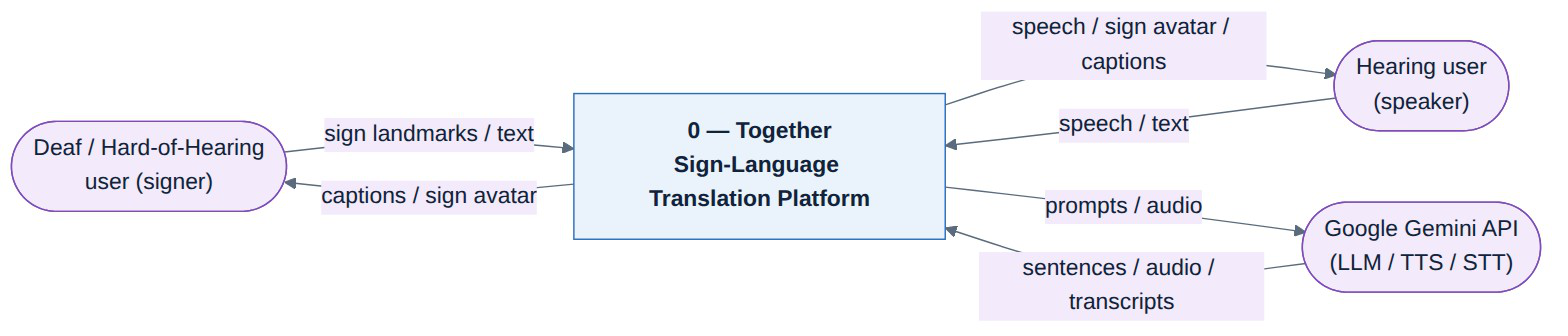 Deaf / Hard-of-Hearing
user (signer)
sign landmarks / text
captions / sign avatar
0 — Together
Sign-Language
Translation Platform
speech / sign avatar /
captions
speech / text
prompts / audio
sentences / audio /
transcripts
Hearing user
(speaker)
Google Gemini API
(LLM / TTS / STT)